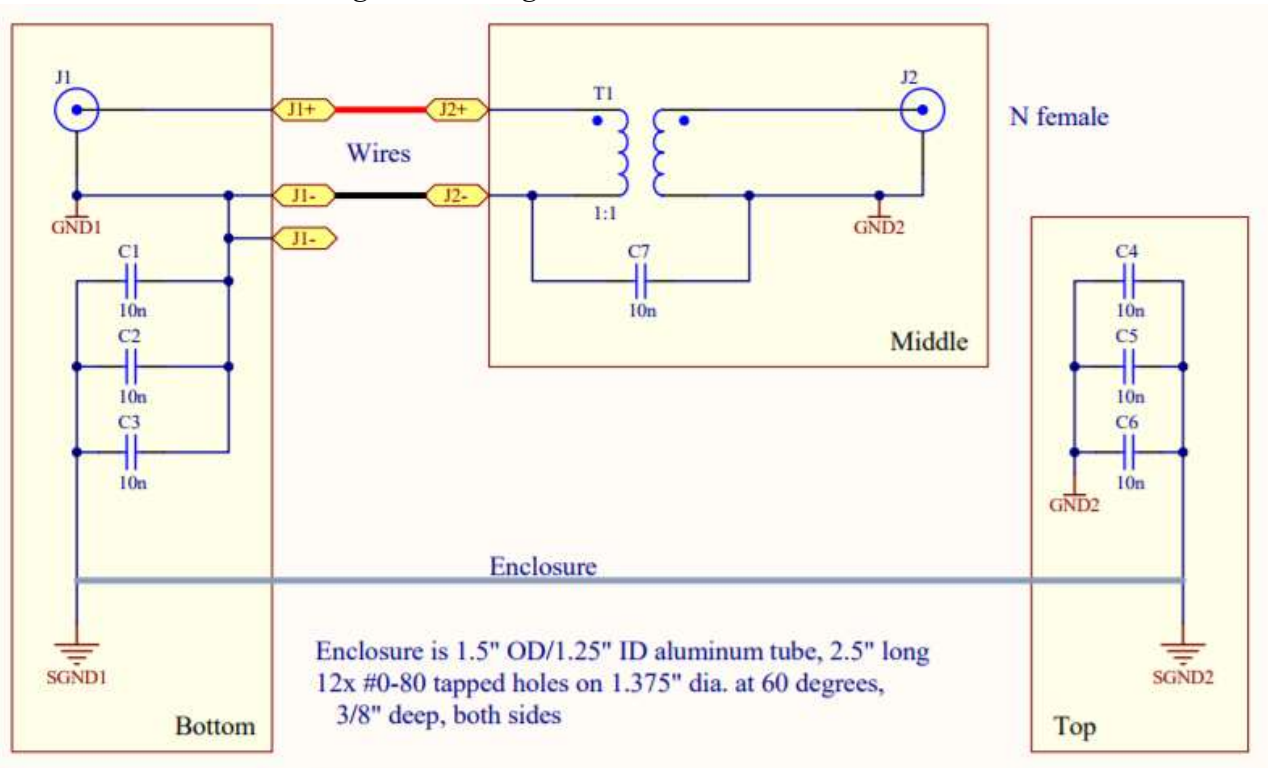 J1
J1+
J2+
T1
J2
N female
Wires
J1-
J2-
1:1
GND1
GND2
J1-
C1
10n
C2
10n
C3
10n
C7
10n
Middle
C4
10n
C5
10n
C6
10n
GND2
Enclosure
Enclosure is 1.5" OD/1.25" ID aluminum tube, 2.5" long
12x #0-80 tapped holes on 1.375" dia. at 60 degrees,
3/8" deep, both sides
SGND1
SGND2
Bottom
Top